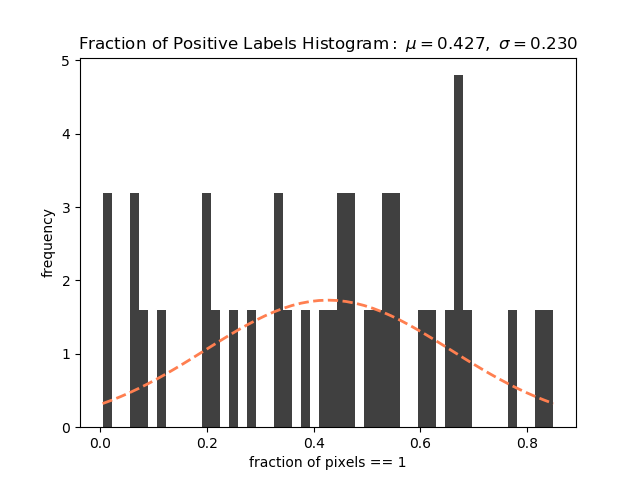 Fraction of Positive Labels Histogram: μ = 0.427, σ = 0.230
5
4
3
2
1
0
frequency
0.0 0.2 0.4 0.6 0.8
fraction of pixels == 1